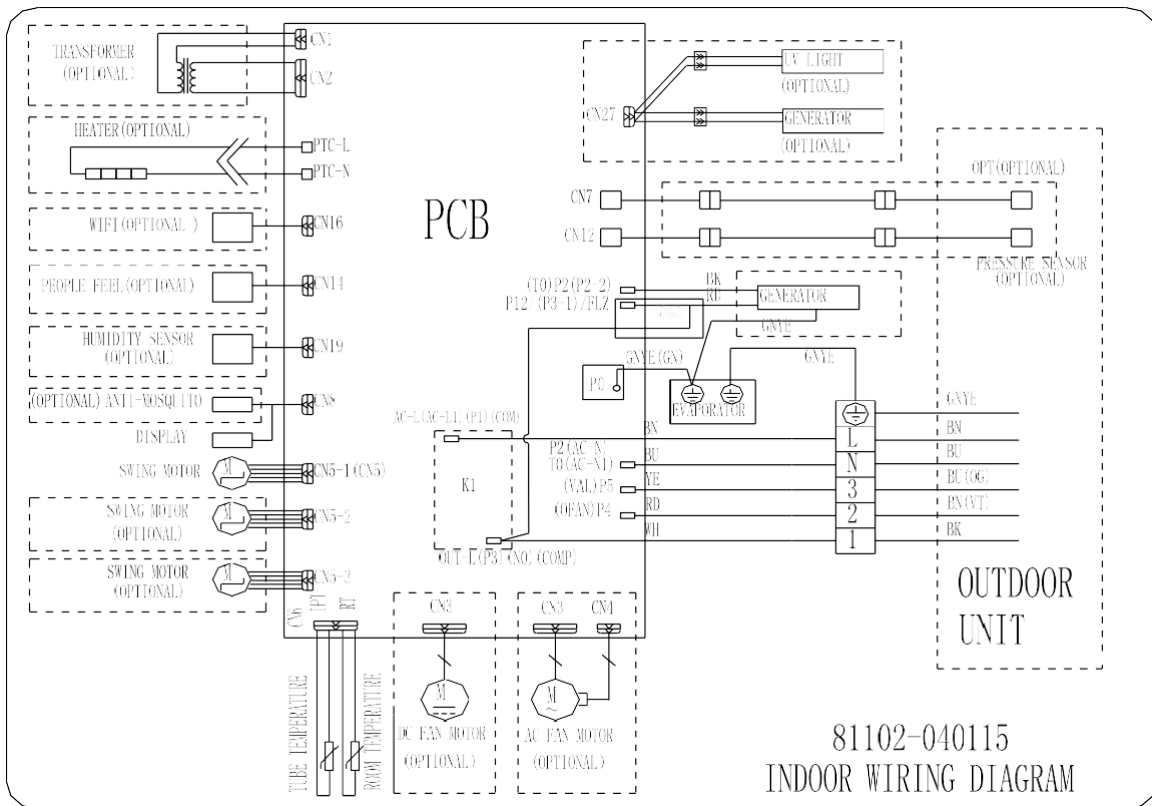 TRANSFORMER
(OPTIONAL)
CN1
CN2
HEATER(OPTIONAL)
PTC-L
PTC-N
WIFI(OPTIONAL )
CN16
PEOPLE FEEL(OPTIONAL)
CN14
HUMIDITY SENSOR
(OPTIONAL)
CN19
(OPTIONAL) ANTI-MOSQUITO
CN8
DISPLAY
SWING MOTOR
M
CN5-1(CN5)
SWING MOTOR
(OPTIONAL)
M
CN5-2
SWING MOTOR
(OPTIONAL)
M
CN5-3
CN6
IPT
RT
TUBE TEMPERATURE
ROOM TEMPERATURE
PCB
CN27
UV LIGHT
(OPTIONAL)
GENERATOR
(OPTIONAL)
OPT(OPTIONAL)
CN7
CN12
PRESSURE SENSOR
(OPTIONAL)
(T0)P2(P2-2)
P12 (P3-1)/FLZ
BK
RD
GENERATOR
GNYE
GNYE
P0
GNYE(GN)
EVAPORATOR
AC-L(AC-L1)(P1)(COM)
BN
K1
P2(AC-N)
T0(AC-N1)
BU
(VAL)P5
YE
(OFAN)P4
RD
WH
OUT-L(P3)(NO)(COMP)
L
N
3
2
1
GNYE
BN
BU
BU(OG)
BN(VT)
BK
OUTDOOR
UNIT
CN3
M
DC FAN MOTOR
(OPTIONAL)
CN3
CN4
M
AC FAN MOTOR
(OPTIONAL)
81102-040115
INDOOR WIRING DIAGRAM